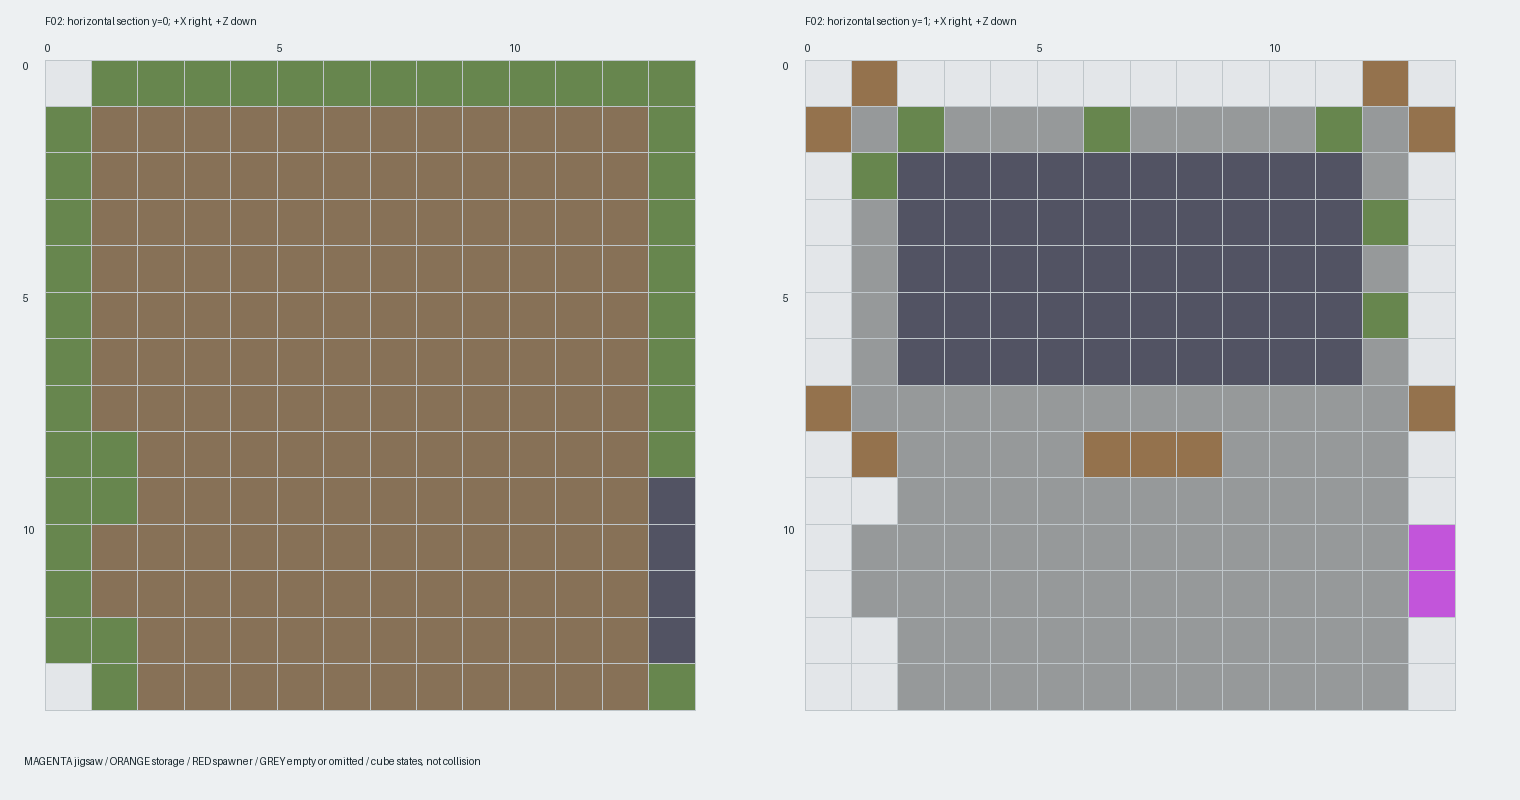 F02: horizontal section y=0; +X right, +Z down
F02: horizontal section y=1; +X right, +Z down
0 5 10
0 5 10
0
5
10
0
5
10
MAGENTA jigsaw / ORANGE storage / RED spawner / GREY empty or omitted / cube states, not collision